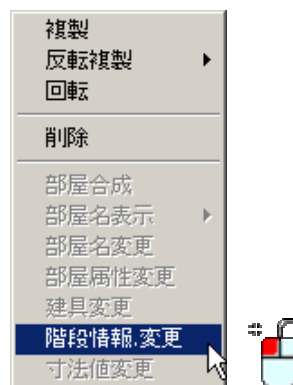 複製
反転複製
回転
削除
部屋合成
部屋名表示
部屋名変更
部屋属性変更
建具変更
階段情報.変更
寸法値変更